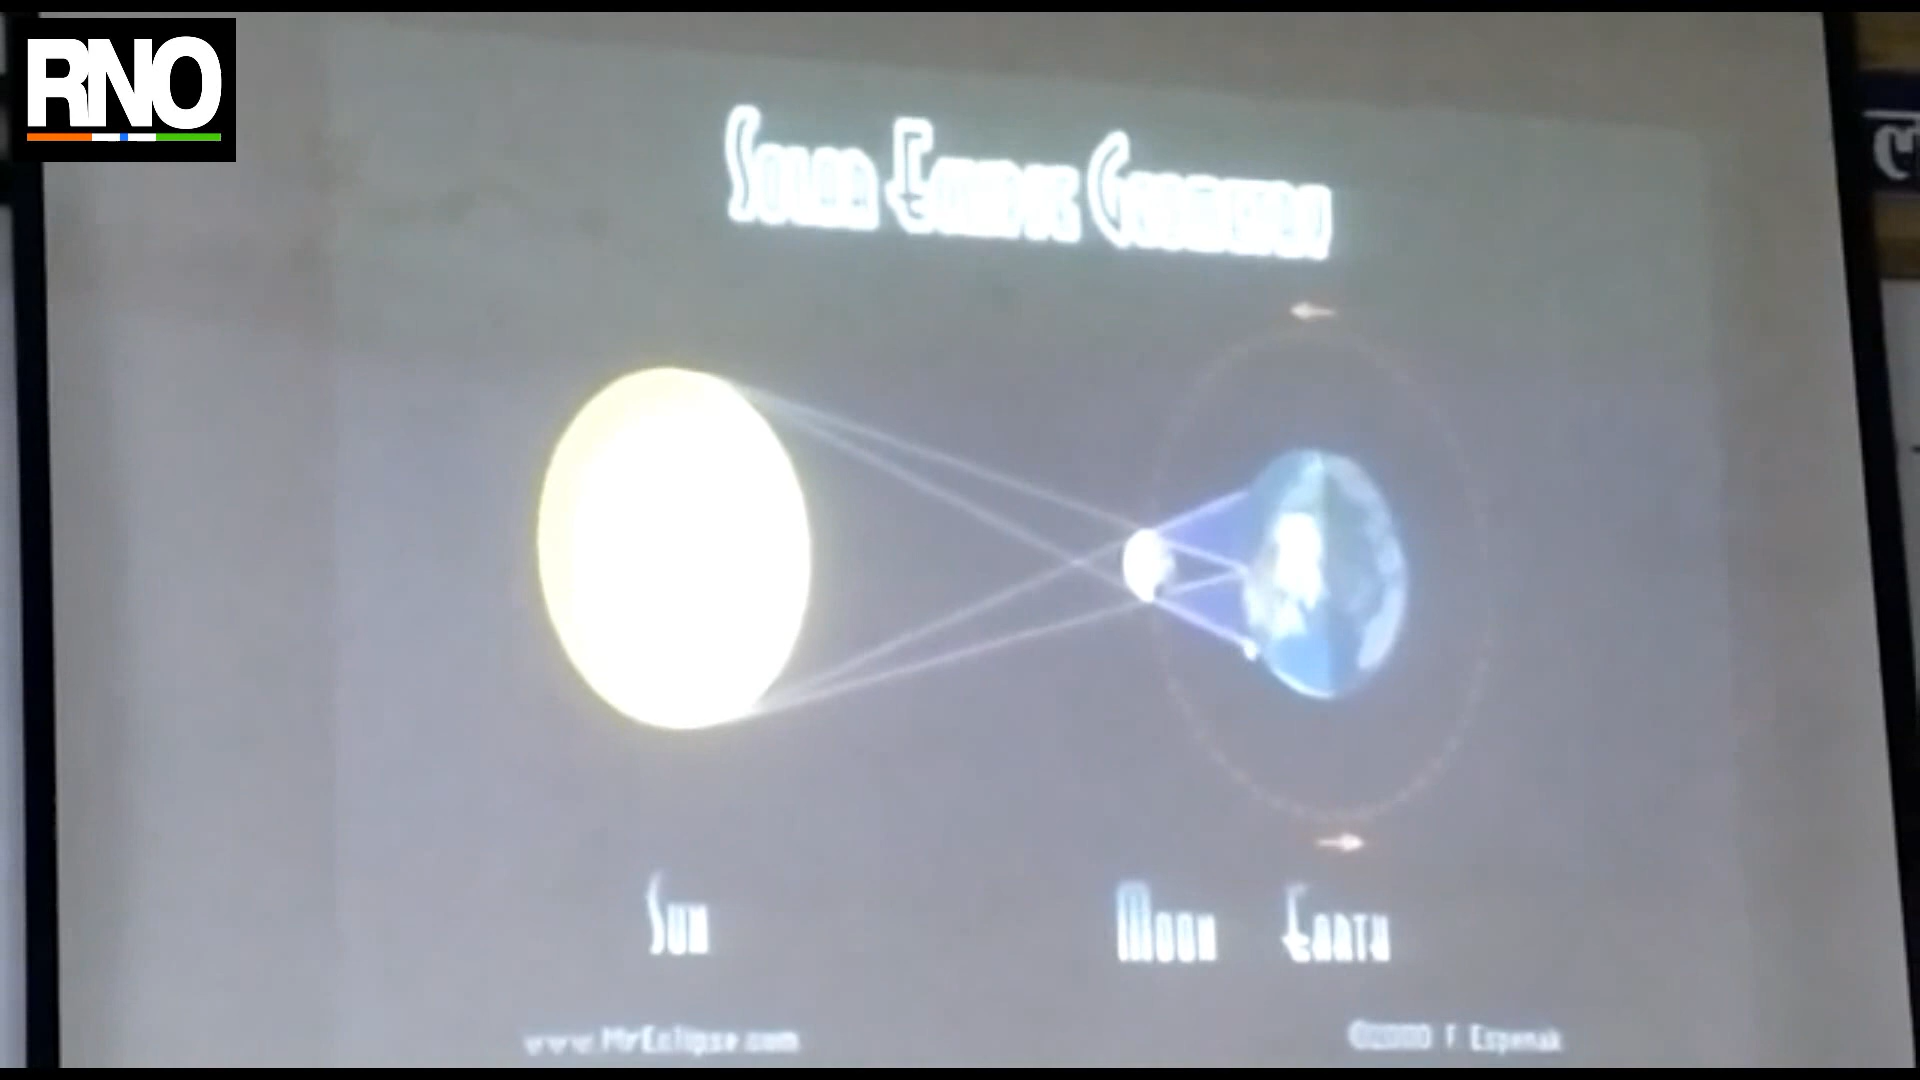 RNO
Solar Eclipse Geometry
Sun
Moon
Earth
www.MrEclipse.com
F. Espenak